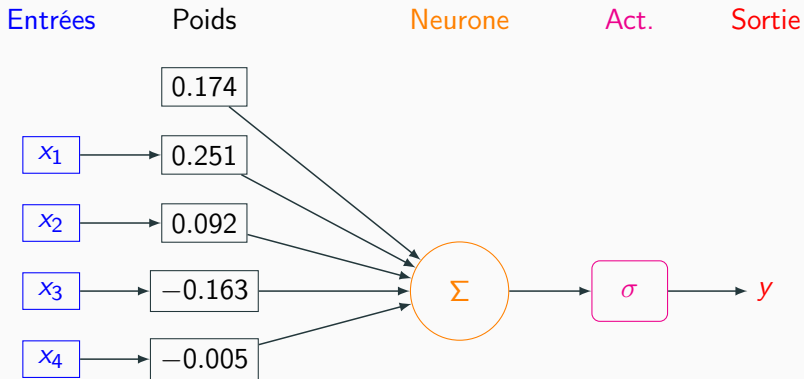 Entrées Poids Neurone Act. Sortie
0.174
x₁ 0.251
x₂ 0.092
x₃ −0.163 Σ σ y
x₄ −0.005